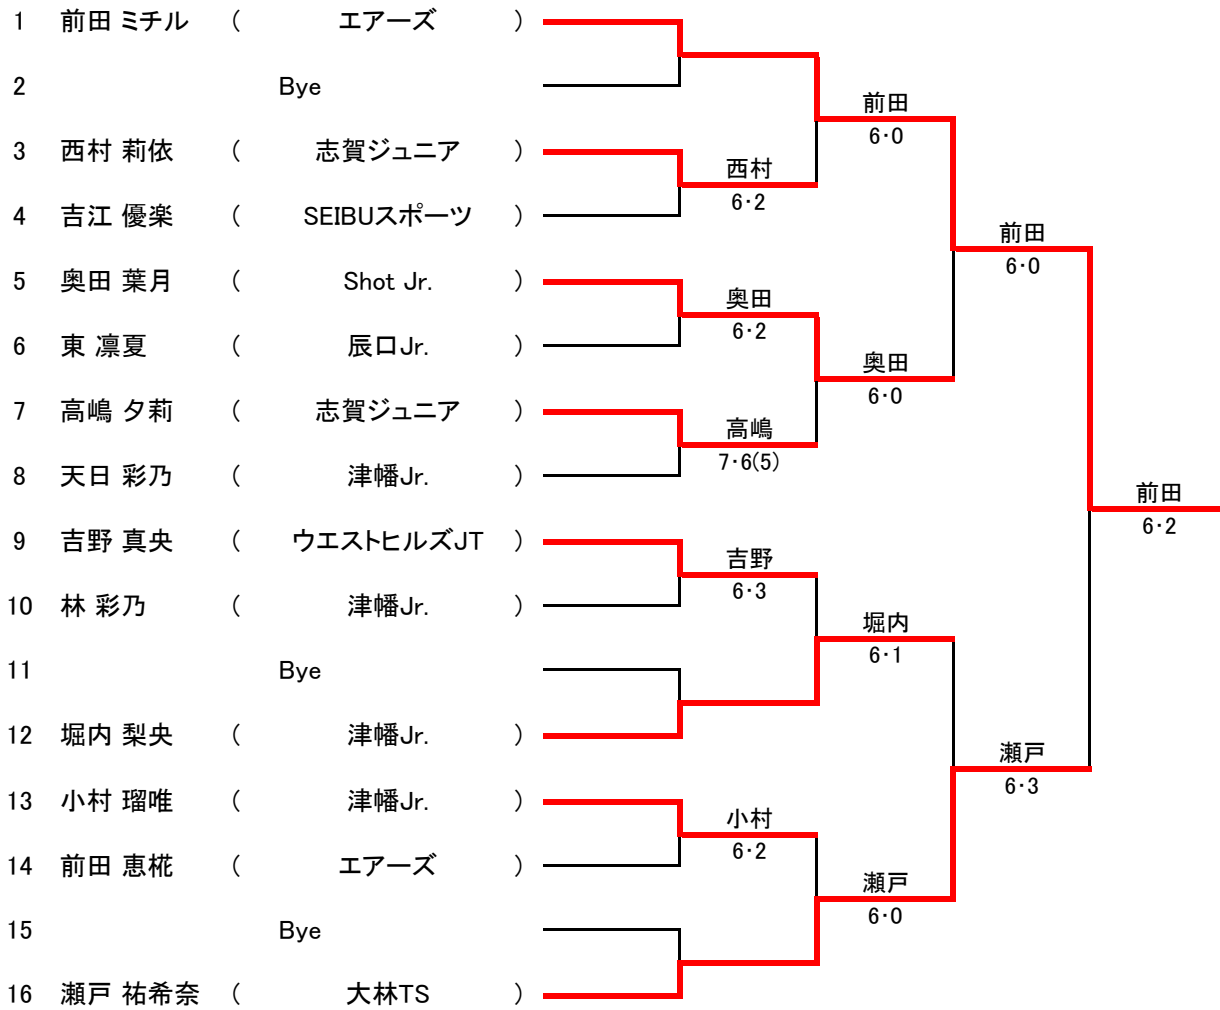 1 前田 ミチル ( エアーズ )
2 Bye
前田
6・0
3 西村 莉依 ( 志賀ジュニア )
西村
6・2
4 吉江 優楽 ( SEIBUスポーツ )
前田
6・0
5 奥田 葉月 ( Shot Jr. )
奥田
6・2
6 東 凛夏 ( 辰口Jr. )
奥田
6・0
7 高嶋 夕莉 ( 志賀ジュニア )
高嶋
7・6(5)
8 天日 彩乃 ( 津幡Jr. )
前田
6・2
9 吉野 真央 ( ウエストヒルズJT )
吉野
6・3
10 林 彩乃 ( 津幡Jr. )
堀内
6・1
11 Bye
12 堀内 梨央 ( 津幡Jr. )
瀬戸
6・3
13 小村 瑠唯 ( 津幡Jr. )
小村
6・2
14 前田 恵椛 ( エアーズ )
瀬戸
6・0
15 Bye
16 瀬戸 祐希奈 ( 大林TS )